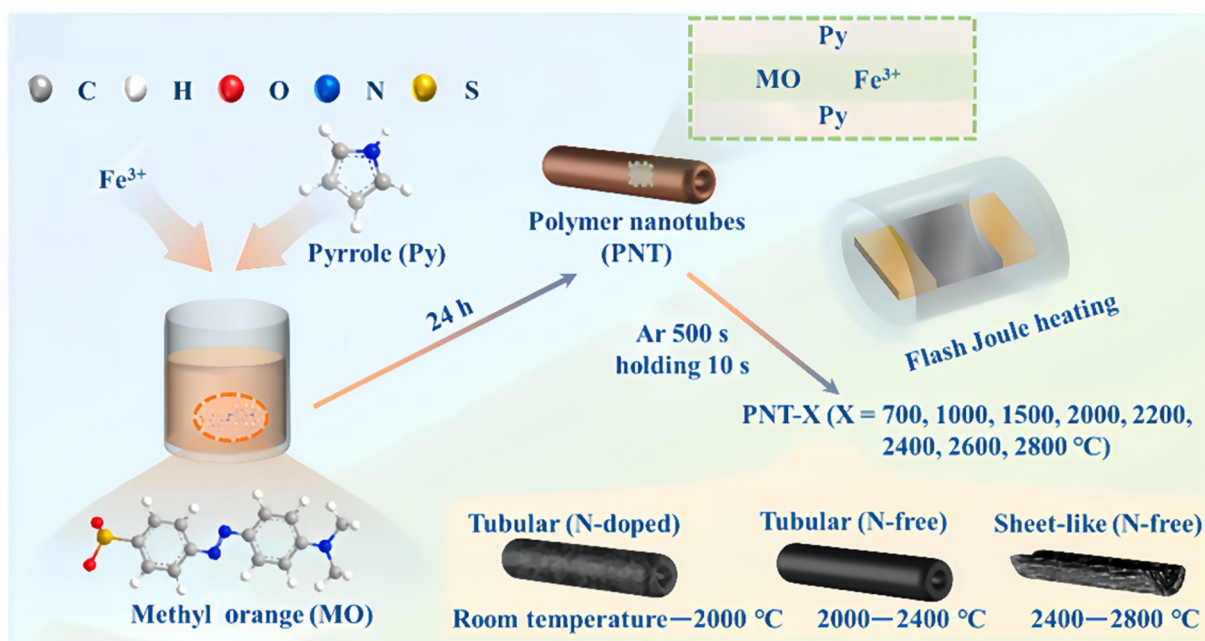 C H O N S
Fe³⁺
Pyrrole (Py)
Py
MO Fe³⁺
Py
Polymer nanotubes
(PNT)
24 h
Ar 500 s
holding 10 s
Flash Joule heating
PNT-X (X = 700, 1000, 1500, 2000, 2200,
2400, 2600, 2800 °C)
Methyl orange (MO)
Tubular (N-doped)
Room temperature—2000 °C
Tubular (N-free)
2000—2400 °C
Sheet-like (N-free)
2400—2800 °C